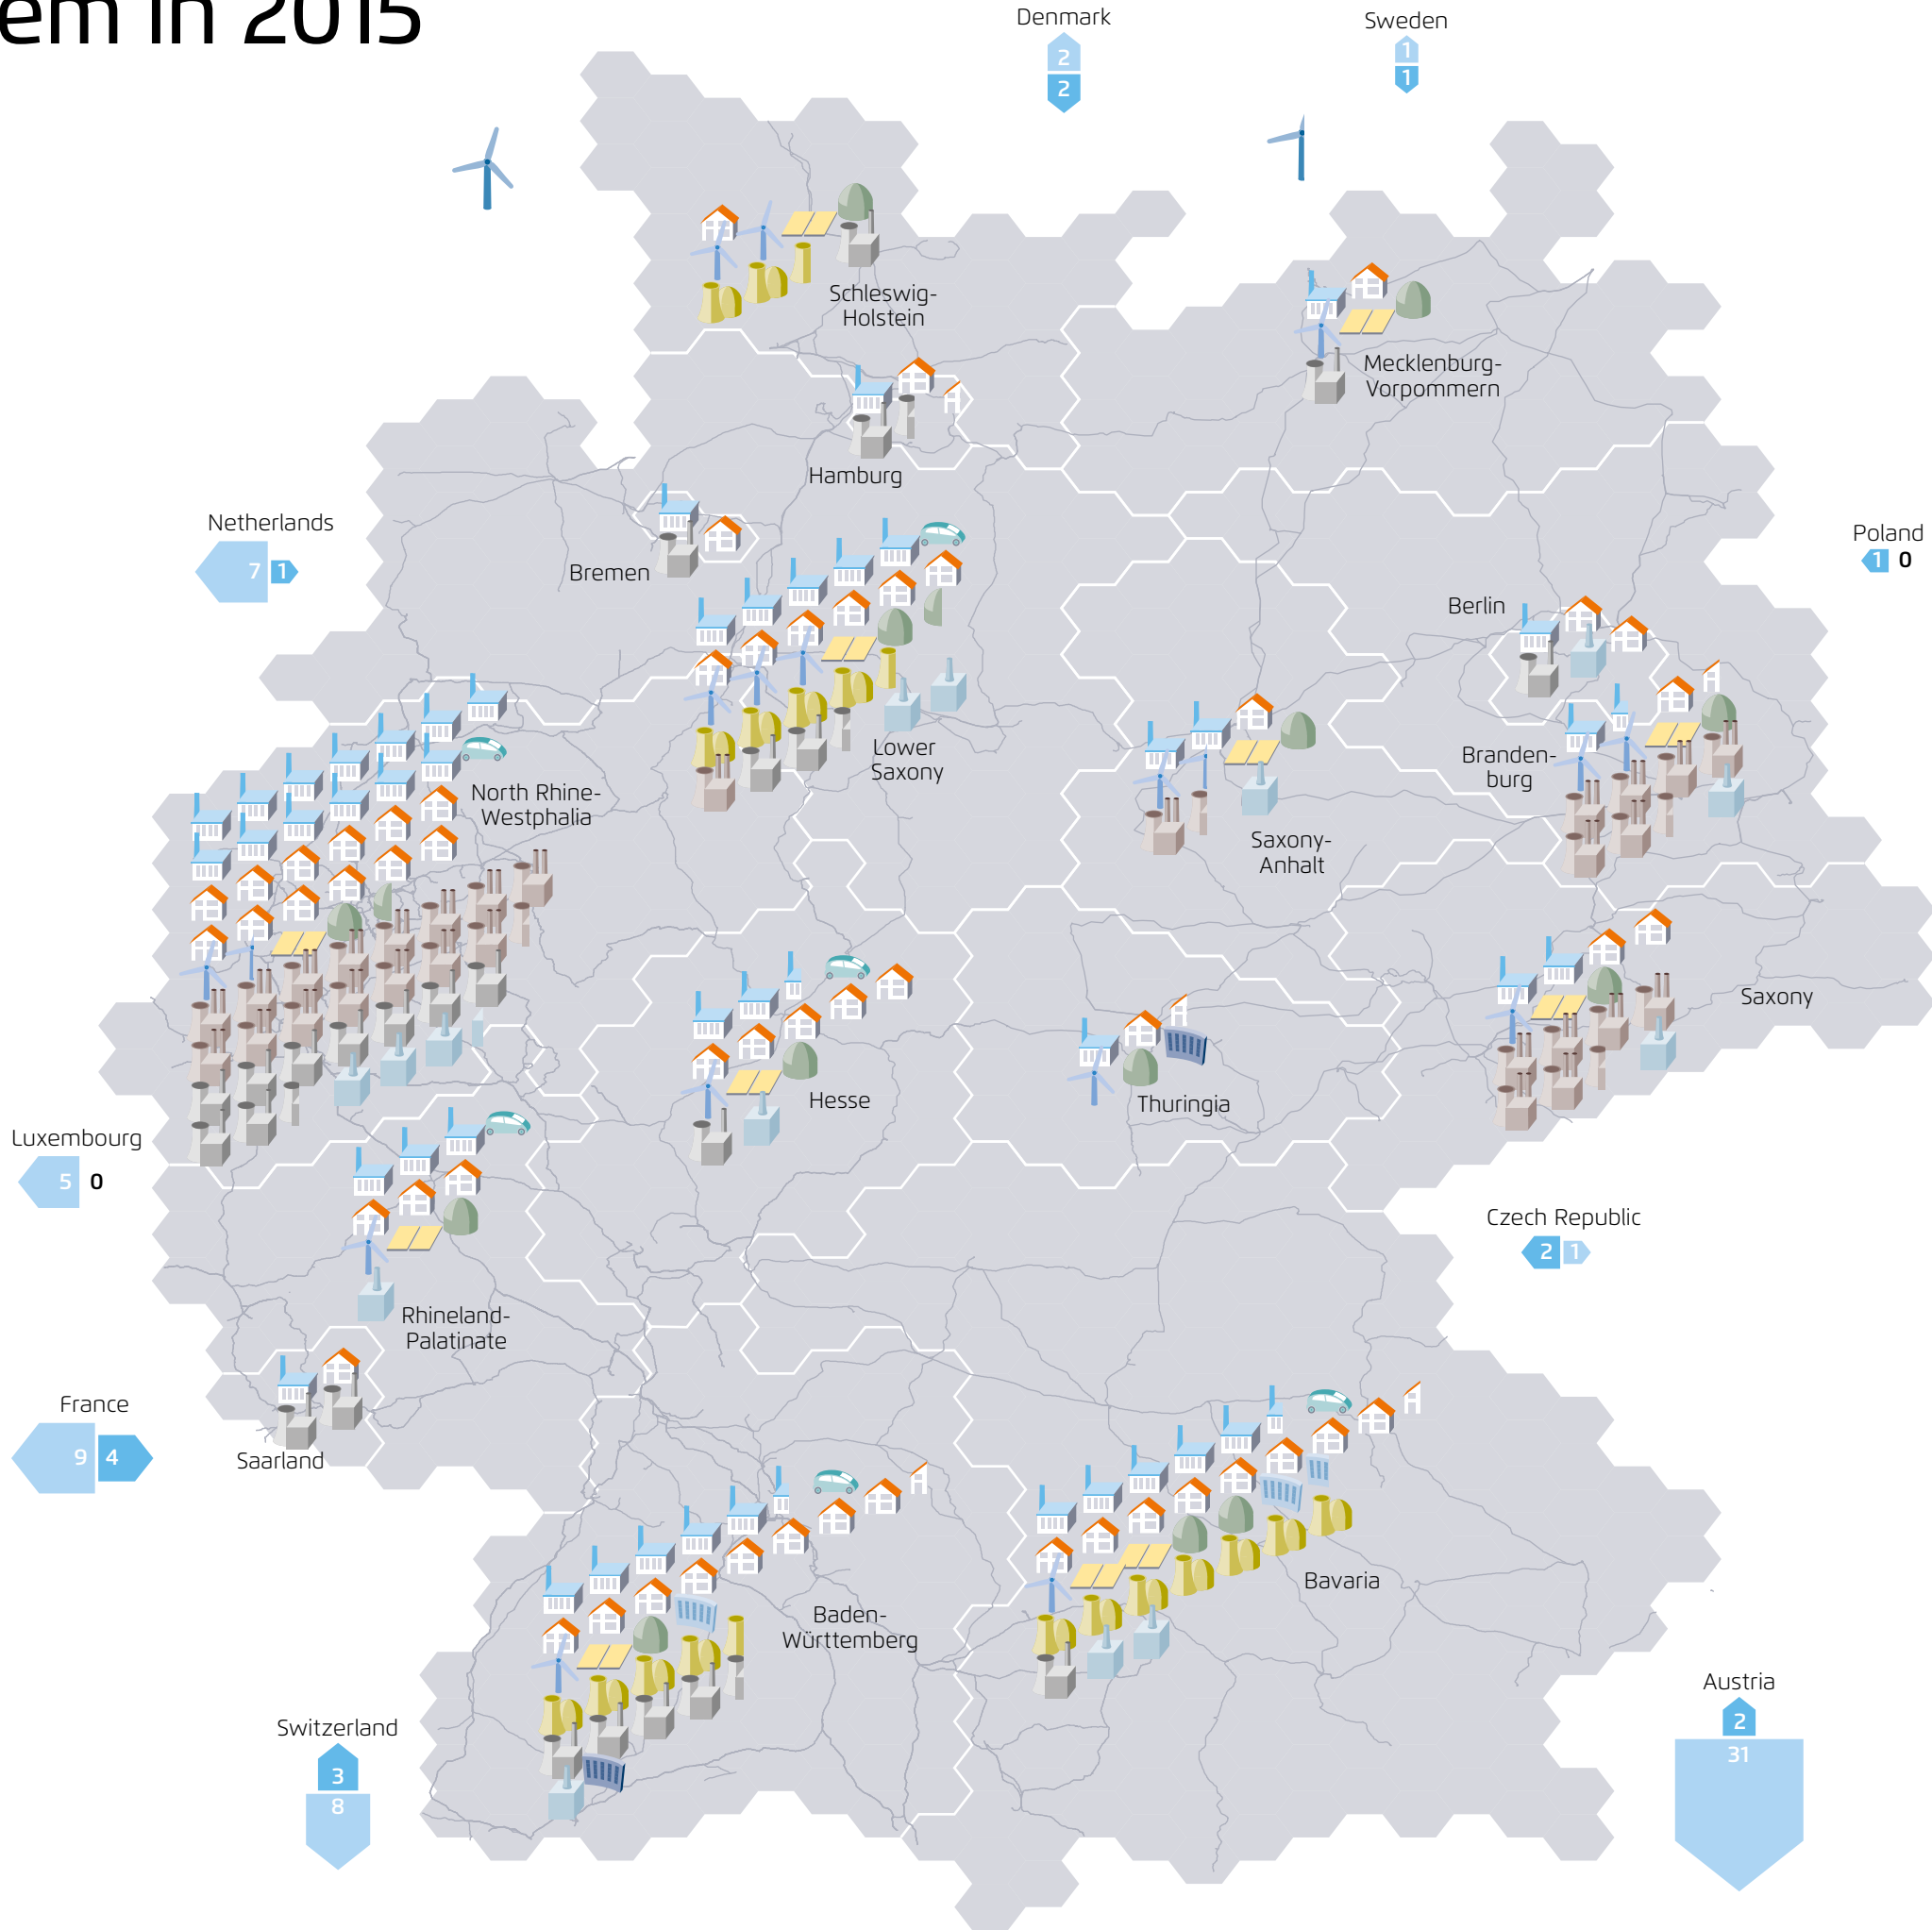 em in 2015
Denmark
2
2
Sweden
1
1
Schleswig-
Holstein
Mecklenburg-
Vorpommern
Hamburg
Netherlands
7 1
Bremen
Poland
1 0
Berlin
Lower
Saxony
Branden-
burg
North Rhine-
Westphalia
Saxony-
Anhalt
Saxony
Hesse
Thuringia
Luxembourg
5 0
Czech Republic
2 1
Rhineland-
Palatinate
France
9 4
Saarland
Bavaria
Baden-
Württemberg
Switzerland
3
8
Austria
2
31